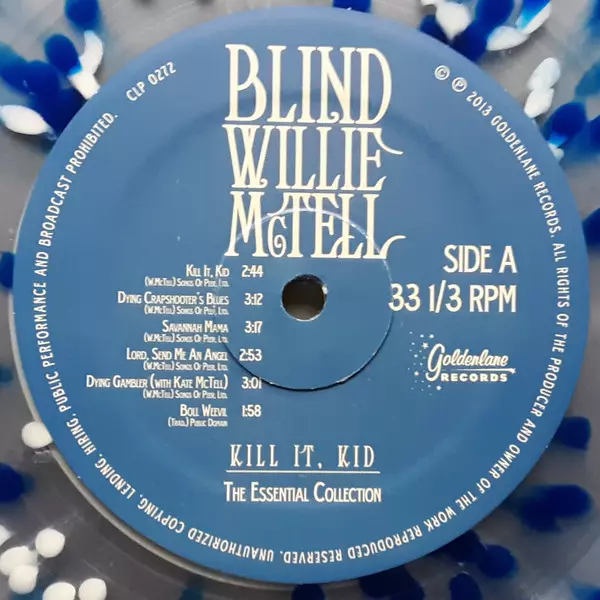 BLIND
WILLIE
McTELL
SIDE A
33 1/3 RPM
Goldenlane
RECORDS
KILL IT, KID 2:44
(W.McTELL) SONGS OF PEER, LTD.
DYING CRAPSHOOTER'S BLUES 3:12
(W.McTELL) SONGS OF PEER, LTD.
SAVANNAH MAMA 3:17
(W.McTELL) SONGS OF PEER, LTD.
LORD, SEND ME AN ANGEL 2:53
(W.McTELL) SONGS OF PEER, LTD.
DYING GAMBLER (WITH KATE McTELL) 3:01
(W.McTELL) SONGS OF PEER, LTD.
BOLL WEEVIL 1:58
(TRAD.) PUBLIC DOMAIN
KILL IT, KID
THE ESSENTIAL COLLECTION
CLP 0272
© ℗ 2013 GOLDENLANE RECORDS. ALL RIGHTS OF THE PRODUCER AND OWNER OF THE WORK REPRODUCED RESERVED. UNAUTHORIZED COPYING, LENDING, HIRING, PUBLIC PERFORMANCE AND BROADCAST PROHIBITED.